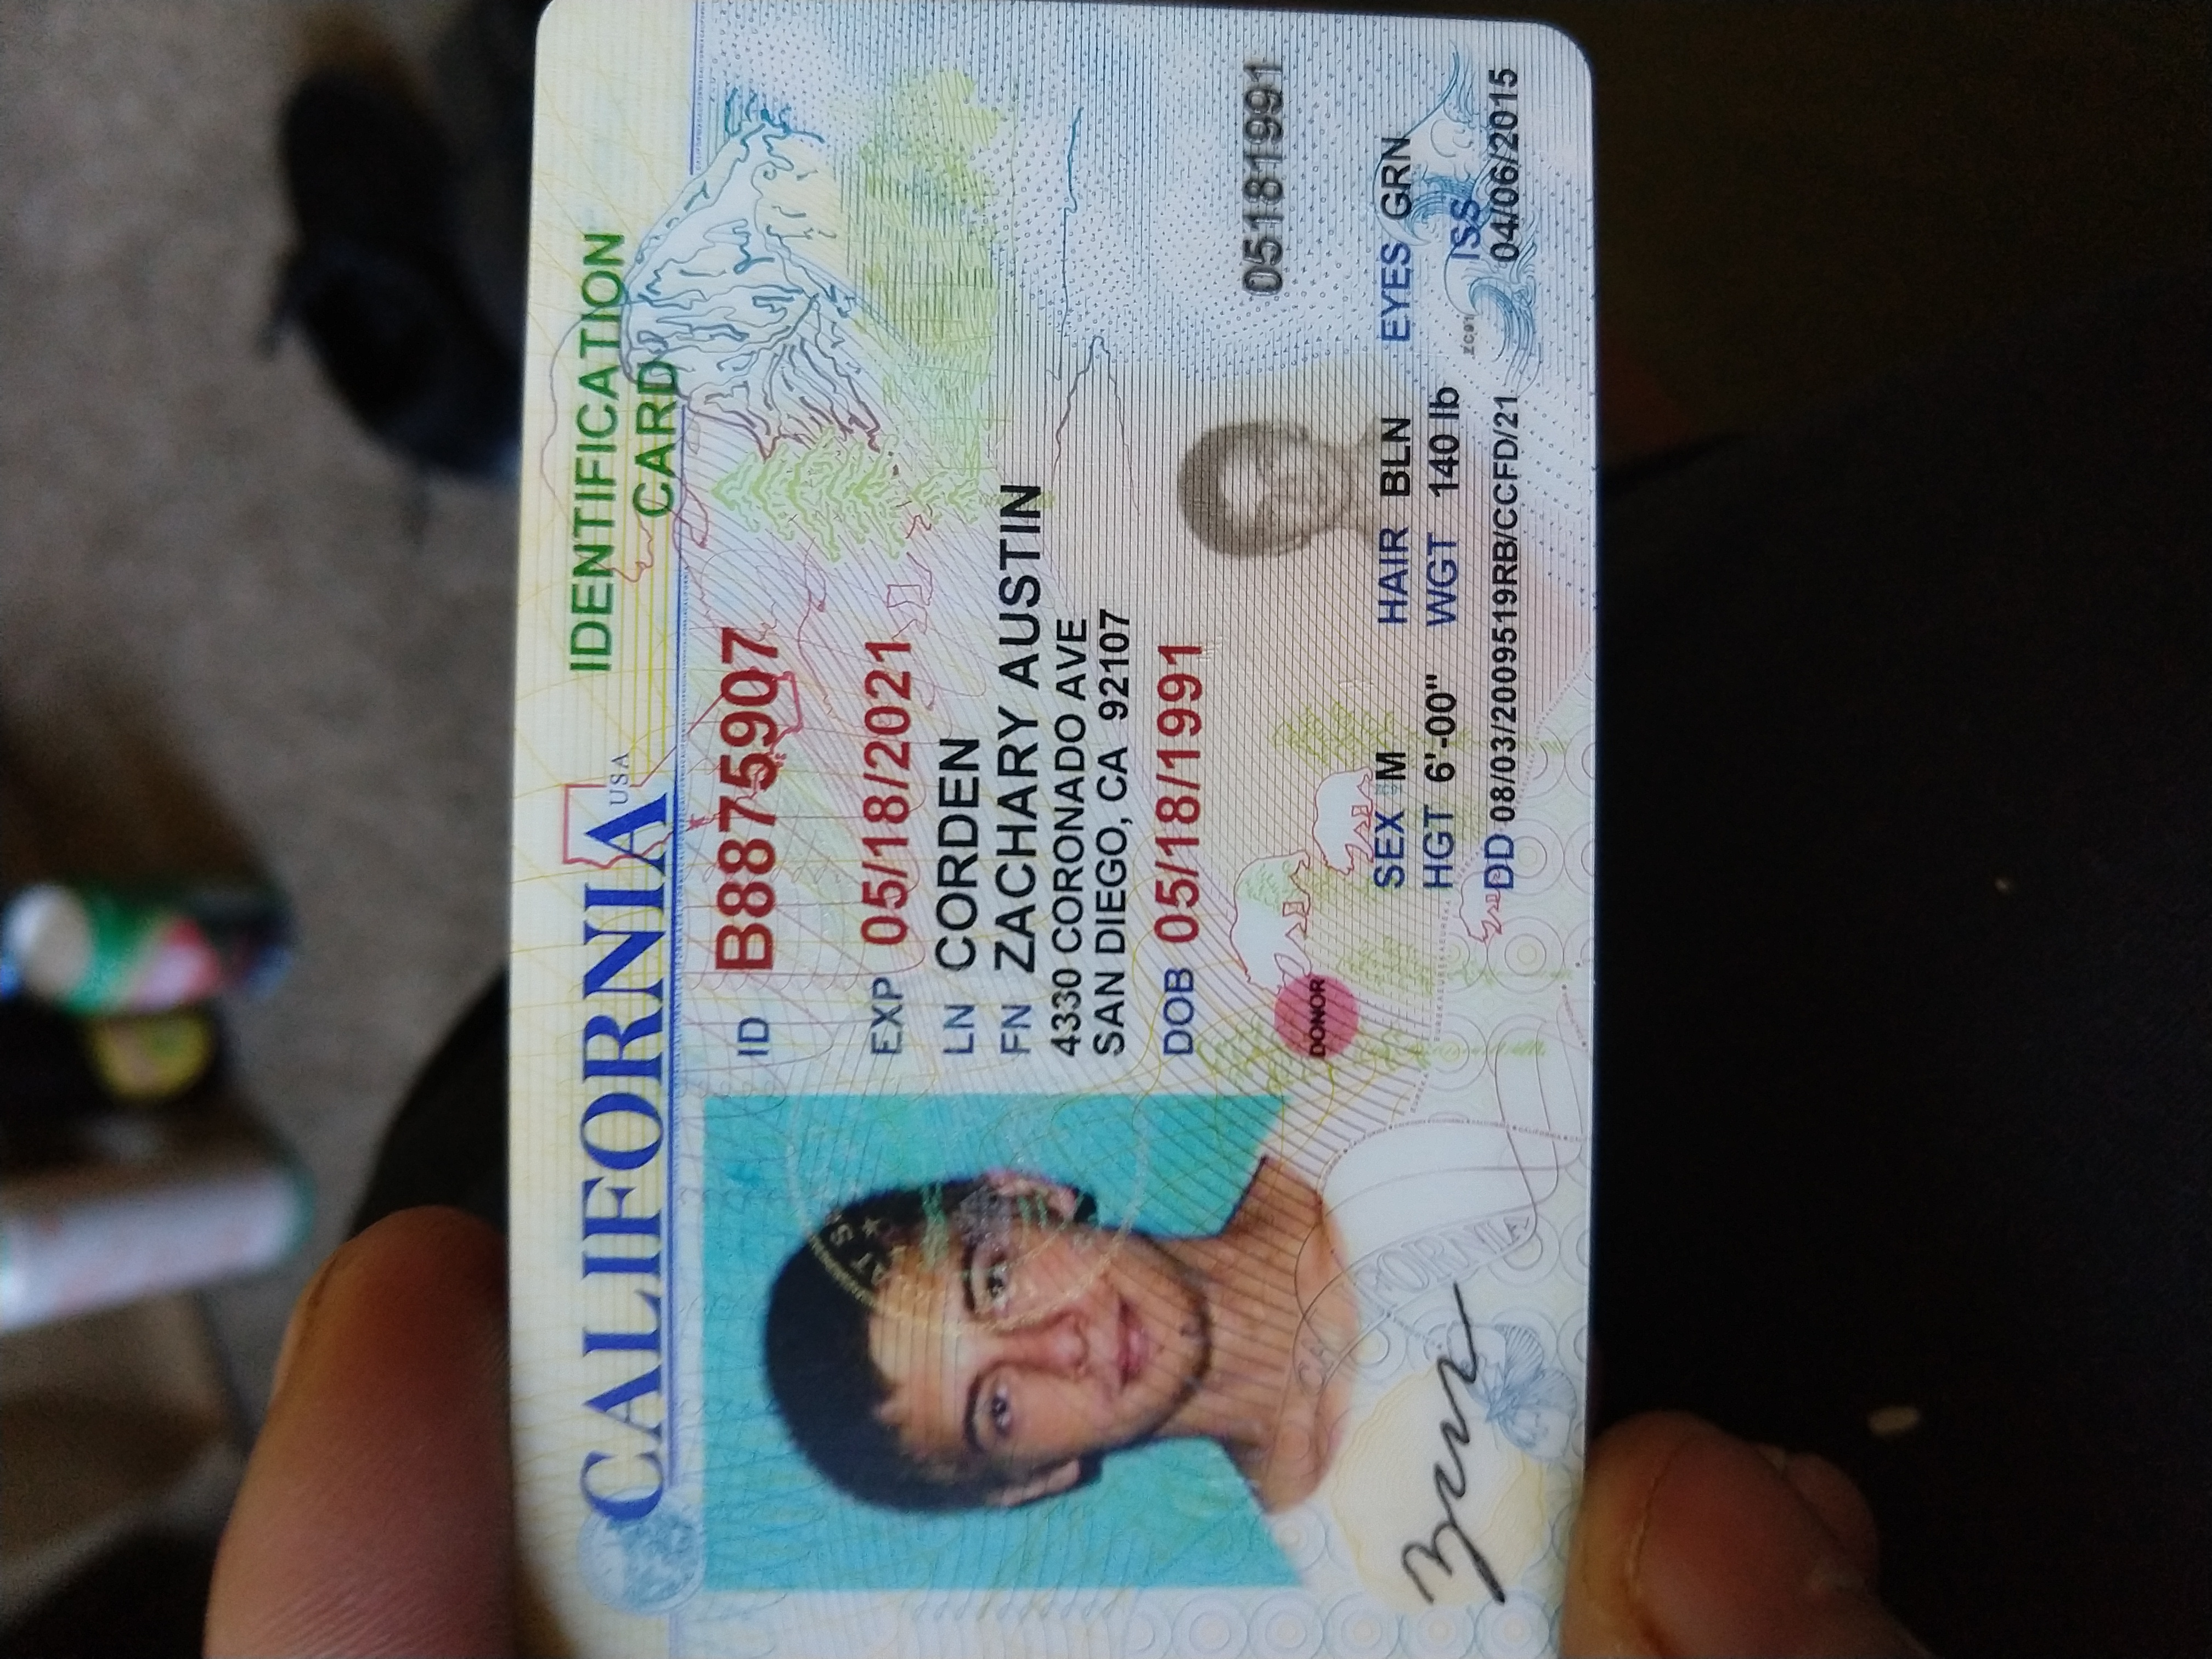 CALIFORNIA USA
IDENTIFICATION
CARD
ID B8875907
EXP 05/18/2021
LN CORDEN
FN ZACHARY AUSTIN
4330 CORONADO AVE
SAN DIEGO, CA 92107
DOB 05/18/1991
05181991
DONOR
SEX M HAIR BLN EYES GRN
HGT 6'-00" WGT 140 lb
ZC91
ISS
DD 08/03/2009519RB/CCFD/21 04/06/2015